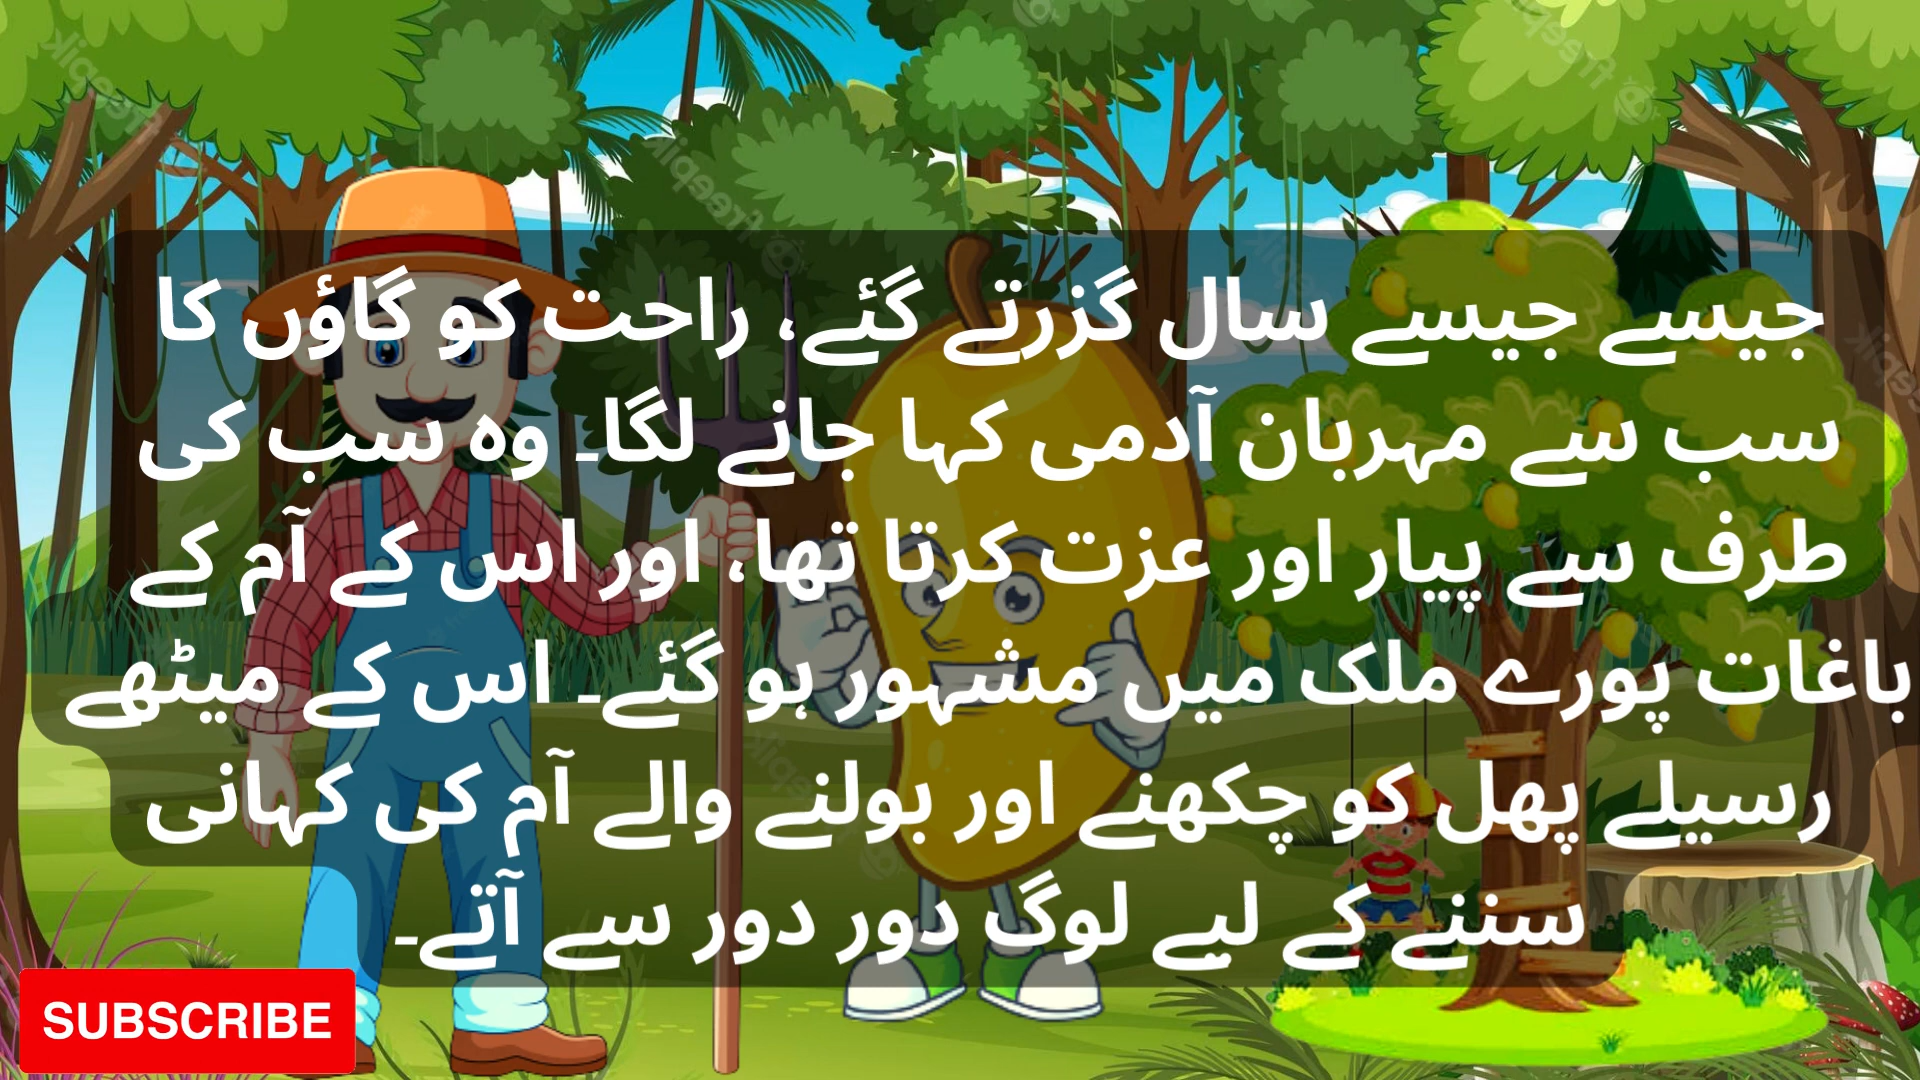 جیسے جیسے سال گزرتے گئے، راحت کو گاؤں کا
سب سے مہربان آدمی کہا جانے لگا۔ وہ سب کی
طرف سے پیار اور عزت کرتا تھا، اور اس کے آم کے
باغات پورے ملک میں مشہور ہو گئے۔ اس کے میٹھے
رسیلے پھل کو چکھنے اور بولنے والے آم کی کہانی
سننے کے لیے لوگ دور دور سے آتے۔
SUBSCRIBE